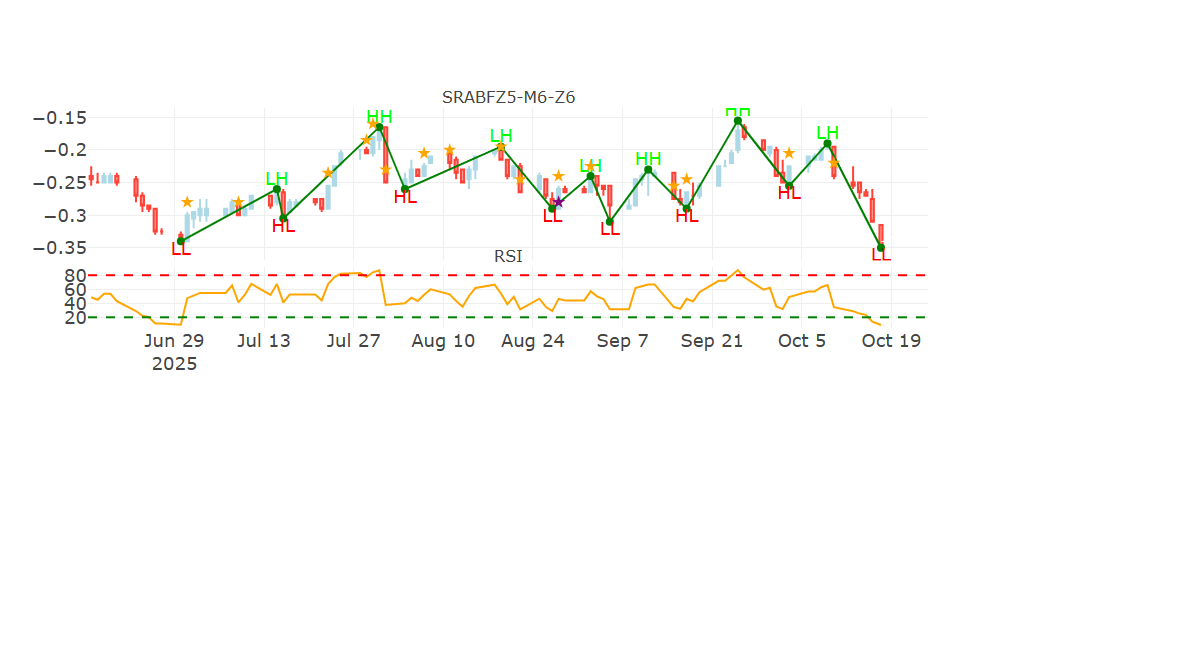 SRABFZ5-M6-Z6
−0.15
−0.2
−0.25
−0.3
−0.35
HH
LH
HH
LH
LH
LH
HH
HL
HL
LL
HL
HL
LL
LL
LL
RSI
80
60
40
20
Jun 29
2025
Jul 13
Jul 27
Aug 10
Aug 24
Sep 7
Sep 21
Oct 5
Oct 19